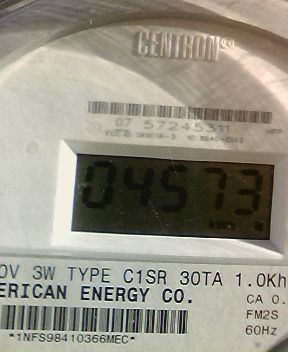 CENTRON®
07 57245311
04573
kWh
0V 3W TYPE C1SR 30TA 1.0Kh
ERICAN ENERGY CO.
CA 0.
FM2S
*1NFS98410366MEC*
60Hz